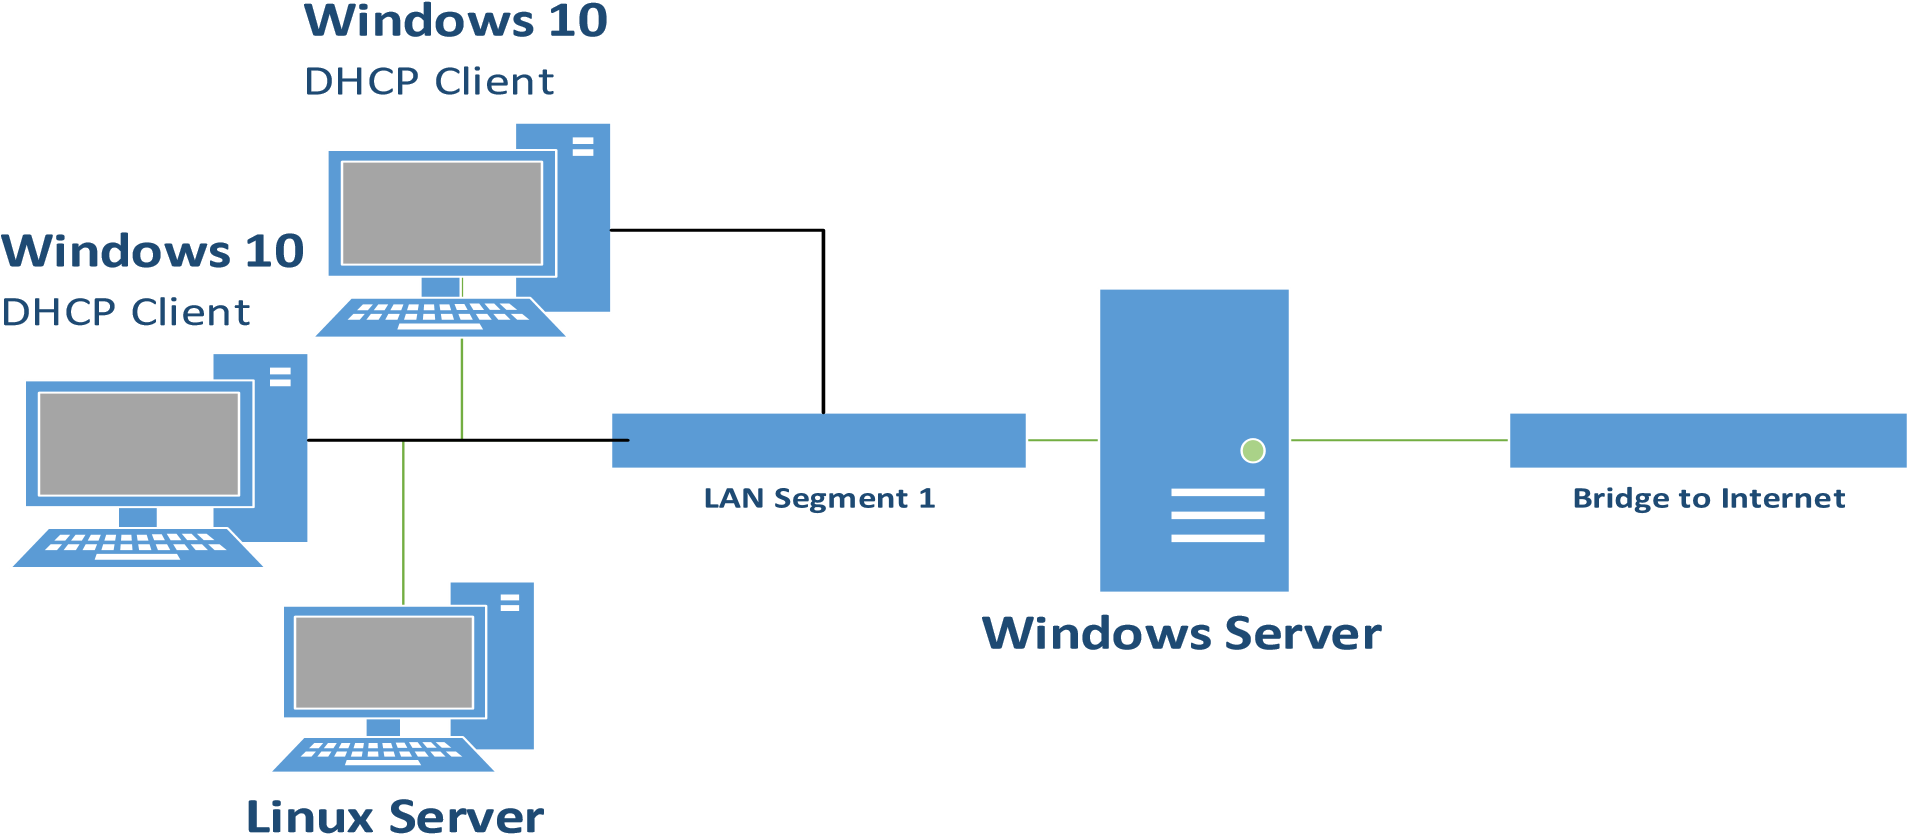 Windows 10
DHCP Client
Windows 10
DHCP Client
LAN Segment 1
Bridge to Internet
Windows Server
Linux Server